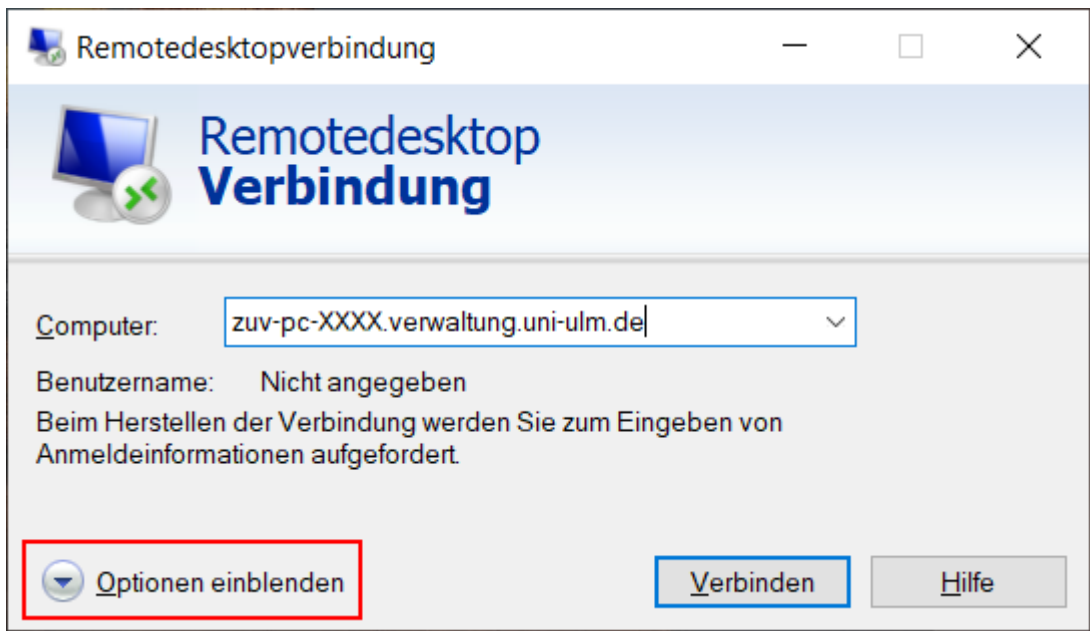 Remotedesktopverbindung
Remotedesktop
Verbindung
Computer: zuv-pc-XXXX.verwaltung.uni-ulm.de
Benutzername: Nicht angegeben
Beim Herstellen der Verbindung werden Sie zum Eingeben von
Anmeldeinformationen aufgefordert.
Optionen einblenden Verbinden Hilfe